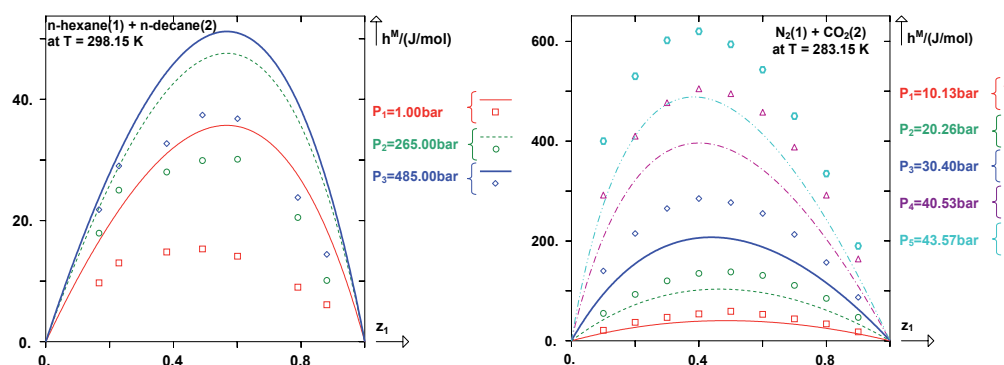 n-hexane(1) + n-decane(2)
at T = 298.15 K
hᴹ/(J/mol)
40.
20.
0.
P₁=1.00bar
P₂=265.00bar
P₃=485.00bar
z₁
0.
0.4
0.8
N₂(1) + CO₂(2)
at T = 283.15 K
hᴹ/(J/mol)
600.
400.
200.
0.
P₁=10.13bar
P₂=20.26bar
P₃=30.40bar
P₄=40.53bar
P₅=43.57bar
z₁
0.
0.4
0.8